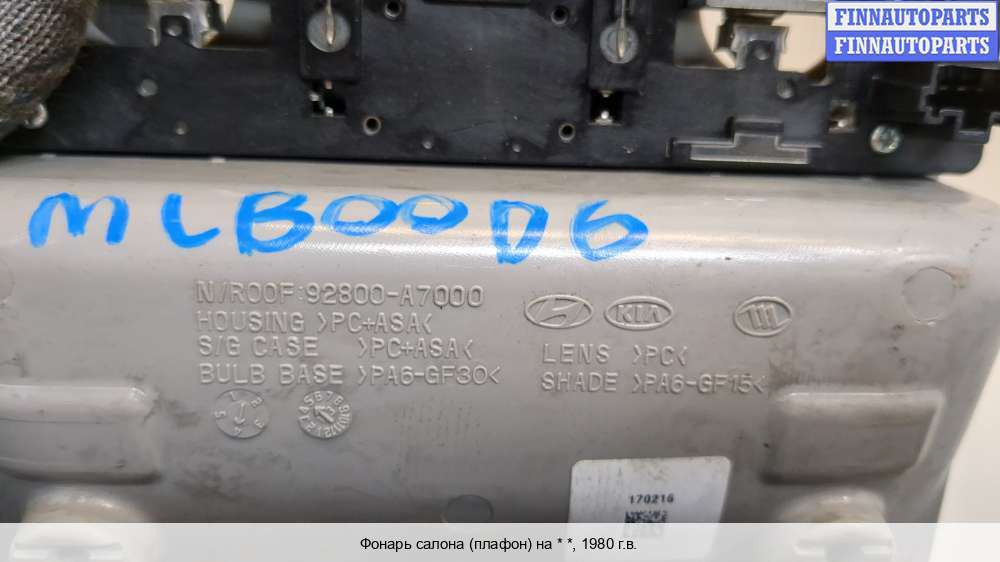 FINNAUTOPARTS
FINNAUTOPARTS
MLB00D6
N/ROOF:92800-A7000
HOUSING >PC+ASA<
S/G CASE >PC+ASA<
BULB BASE >PA6-GF30<
KIA
LENS >PC<
SHADE >PA6-GF15<
170216
Фонарь салона (плафон) на * *, 1980 г.в.